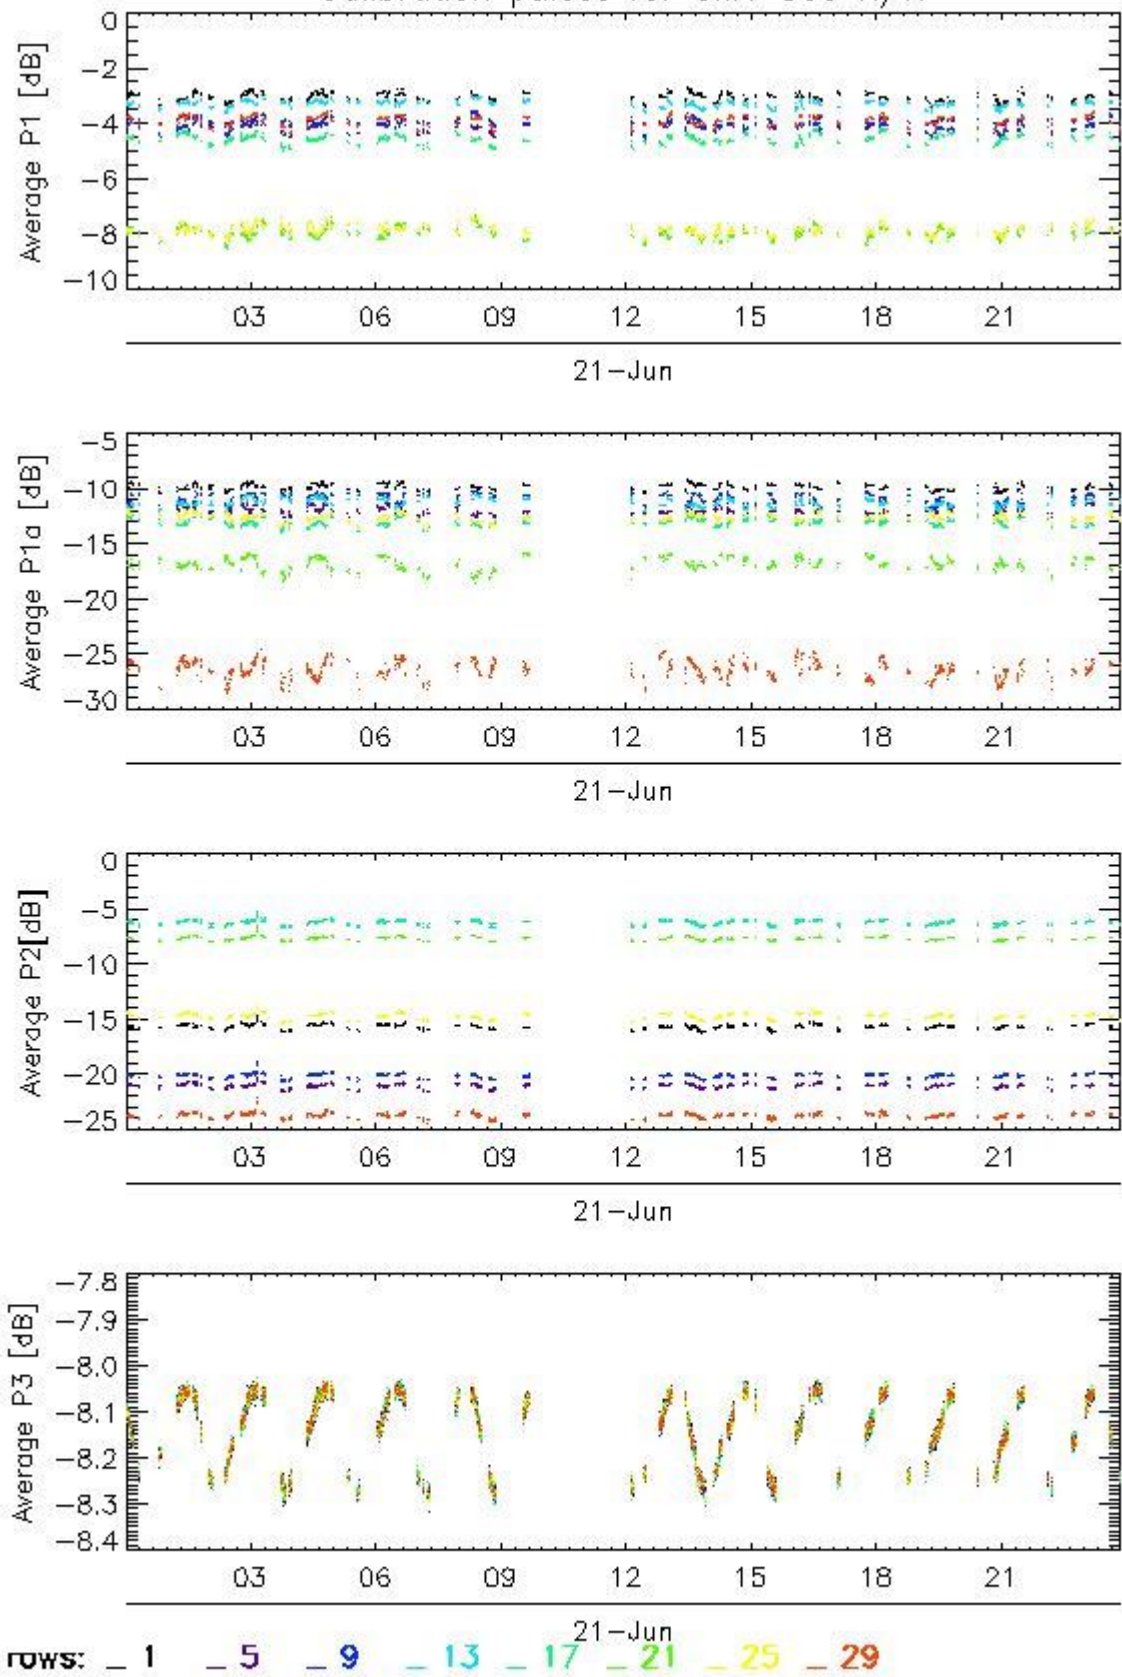 0
−2
−4
−6
−8
−10
Average P1 [dB]
03 06 09 12 15 18 21
21−Jun
−5
−10
−15
−20
−25
−30
Average P1a [dB]
03 06 09 12 15 18 21
21−Jun
0
−5
−10
−15
−20
−25
Average P2[dB]
03 06 09 12 15 18 21
21−Jun
−7.8
−7.9
−8.0
−8.1
−8.2
−8.3
−8.4
Average P3 [dB]
03 06 09 12 15 18 21
21−Jun
rows: _ 1 _ 5 _ 9 _ 13 _ 17 _ 21 _ 25 _ 29